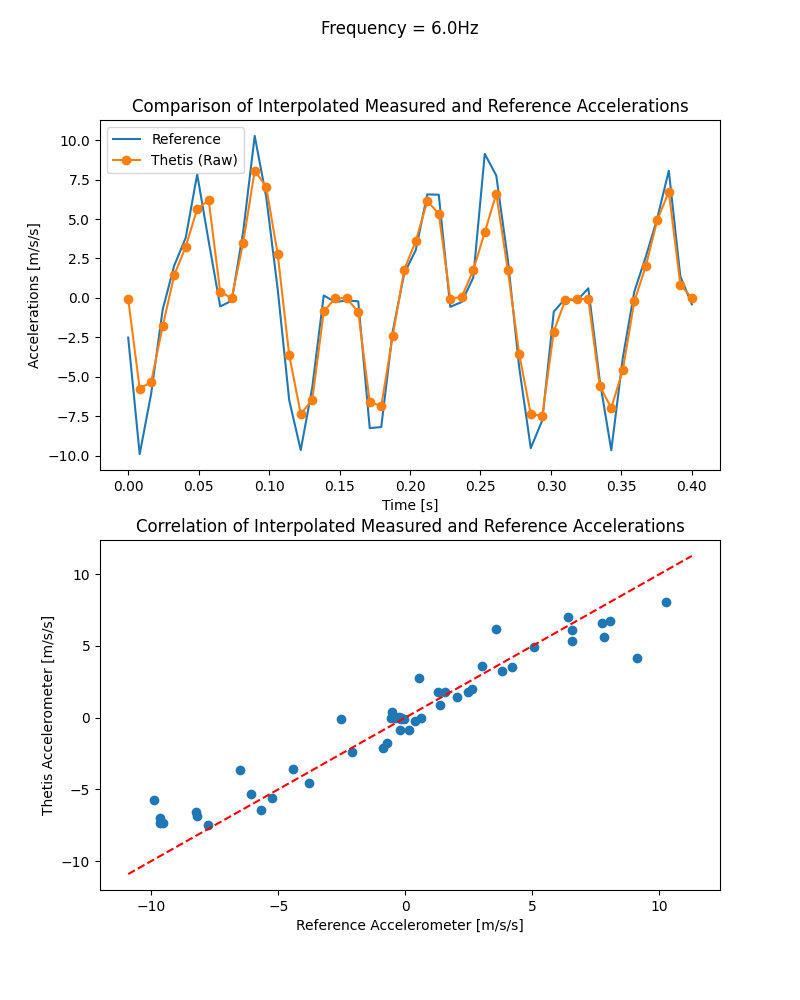 Frequency = 6.0Hz
Comparison of Interpolated Measured and Reference Accelerations
Reference
Thetis (Raw)
10.0
7.5
5.0
2.5
0.0
−2.5
−5.0
−7.5
−10.0
Accelerations [m/s/s]
0.00 0.05 0.10 0.15 0.20 0.25 0.30 0.35 0.40
Time [s]
Correlation of Interpolated Measured and Reference Accelerations
10
5
0
−5
−10
Thetis Accelerometer [m/s/s]
−10 −5 0 5 10
Reference Accelerometer [m/s/s]